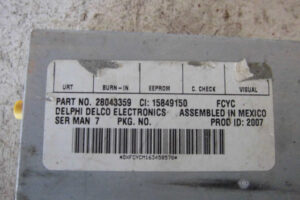 URT BURN-IN EEPROM C. CHECK VISUAL
PART NO. 28043359 CI: 15849150 FCYC
DELPHI DELCO ELECTRONICS ASSEMBLED IN MEXICO
SER MAN 7 PKG. NO. PROD ID: 2007